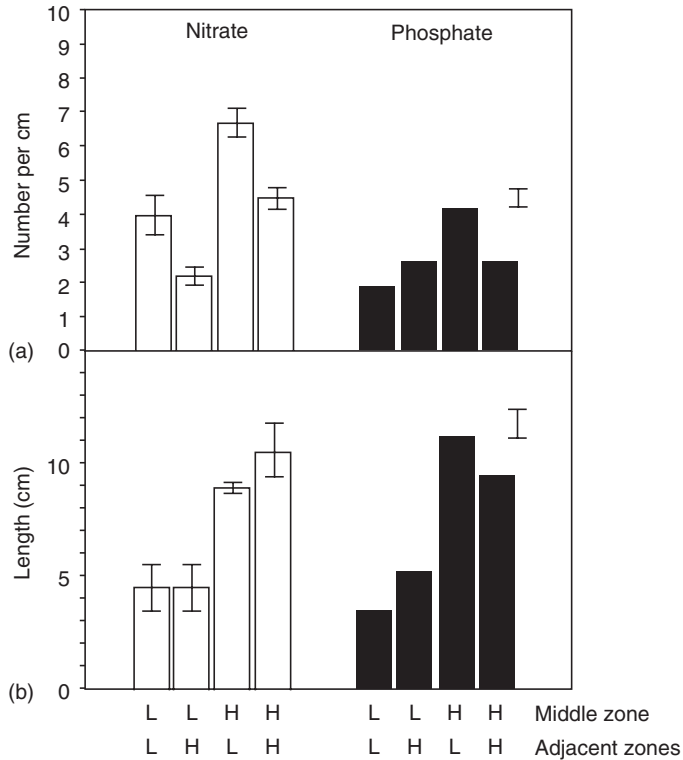 Nitrate Phosphate
Number per cm
10
9
8
7
6
5
4
3
2
1
0
(a)
Length (cm)
10
5
0
(b)
L L H H L L H H Middle zone
L H L H L H L H Adjacent zones